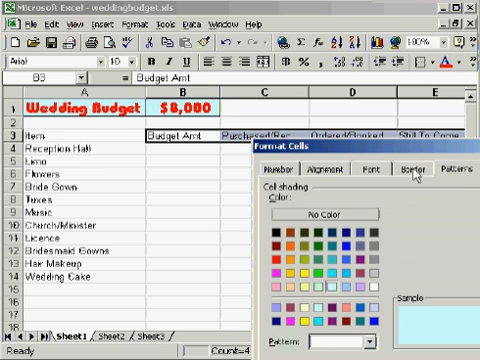 Microsoft Excel - weddingbudget.xls
File Edit View Insert Format Tools Data Window Help
100%
Arial 10 B I U $ % ,
B3 = Budget Amt
A B C D E
1 Wedding Budget $8,000
2
3 Item Budget Amt Purchased/Rec Ordered/Booked Still To Come
4 Reception Hall
5 Limo
6 Flowers
7 Bride Gown
8 Tuxes
9 Music
10 Church/Minister
11 Licence
12 Bridesmaid Gowns
13 Hair Makeup
14 Wedding Cake
15
16
17
18
Format Cells
Number Alignment Font Border Patterns
Cell shading
Color:
No Color
Sample
Pattern:
Sheet1 Sheet2 Sheet3
Ready Count=4